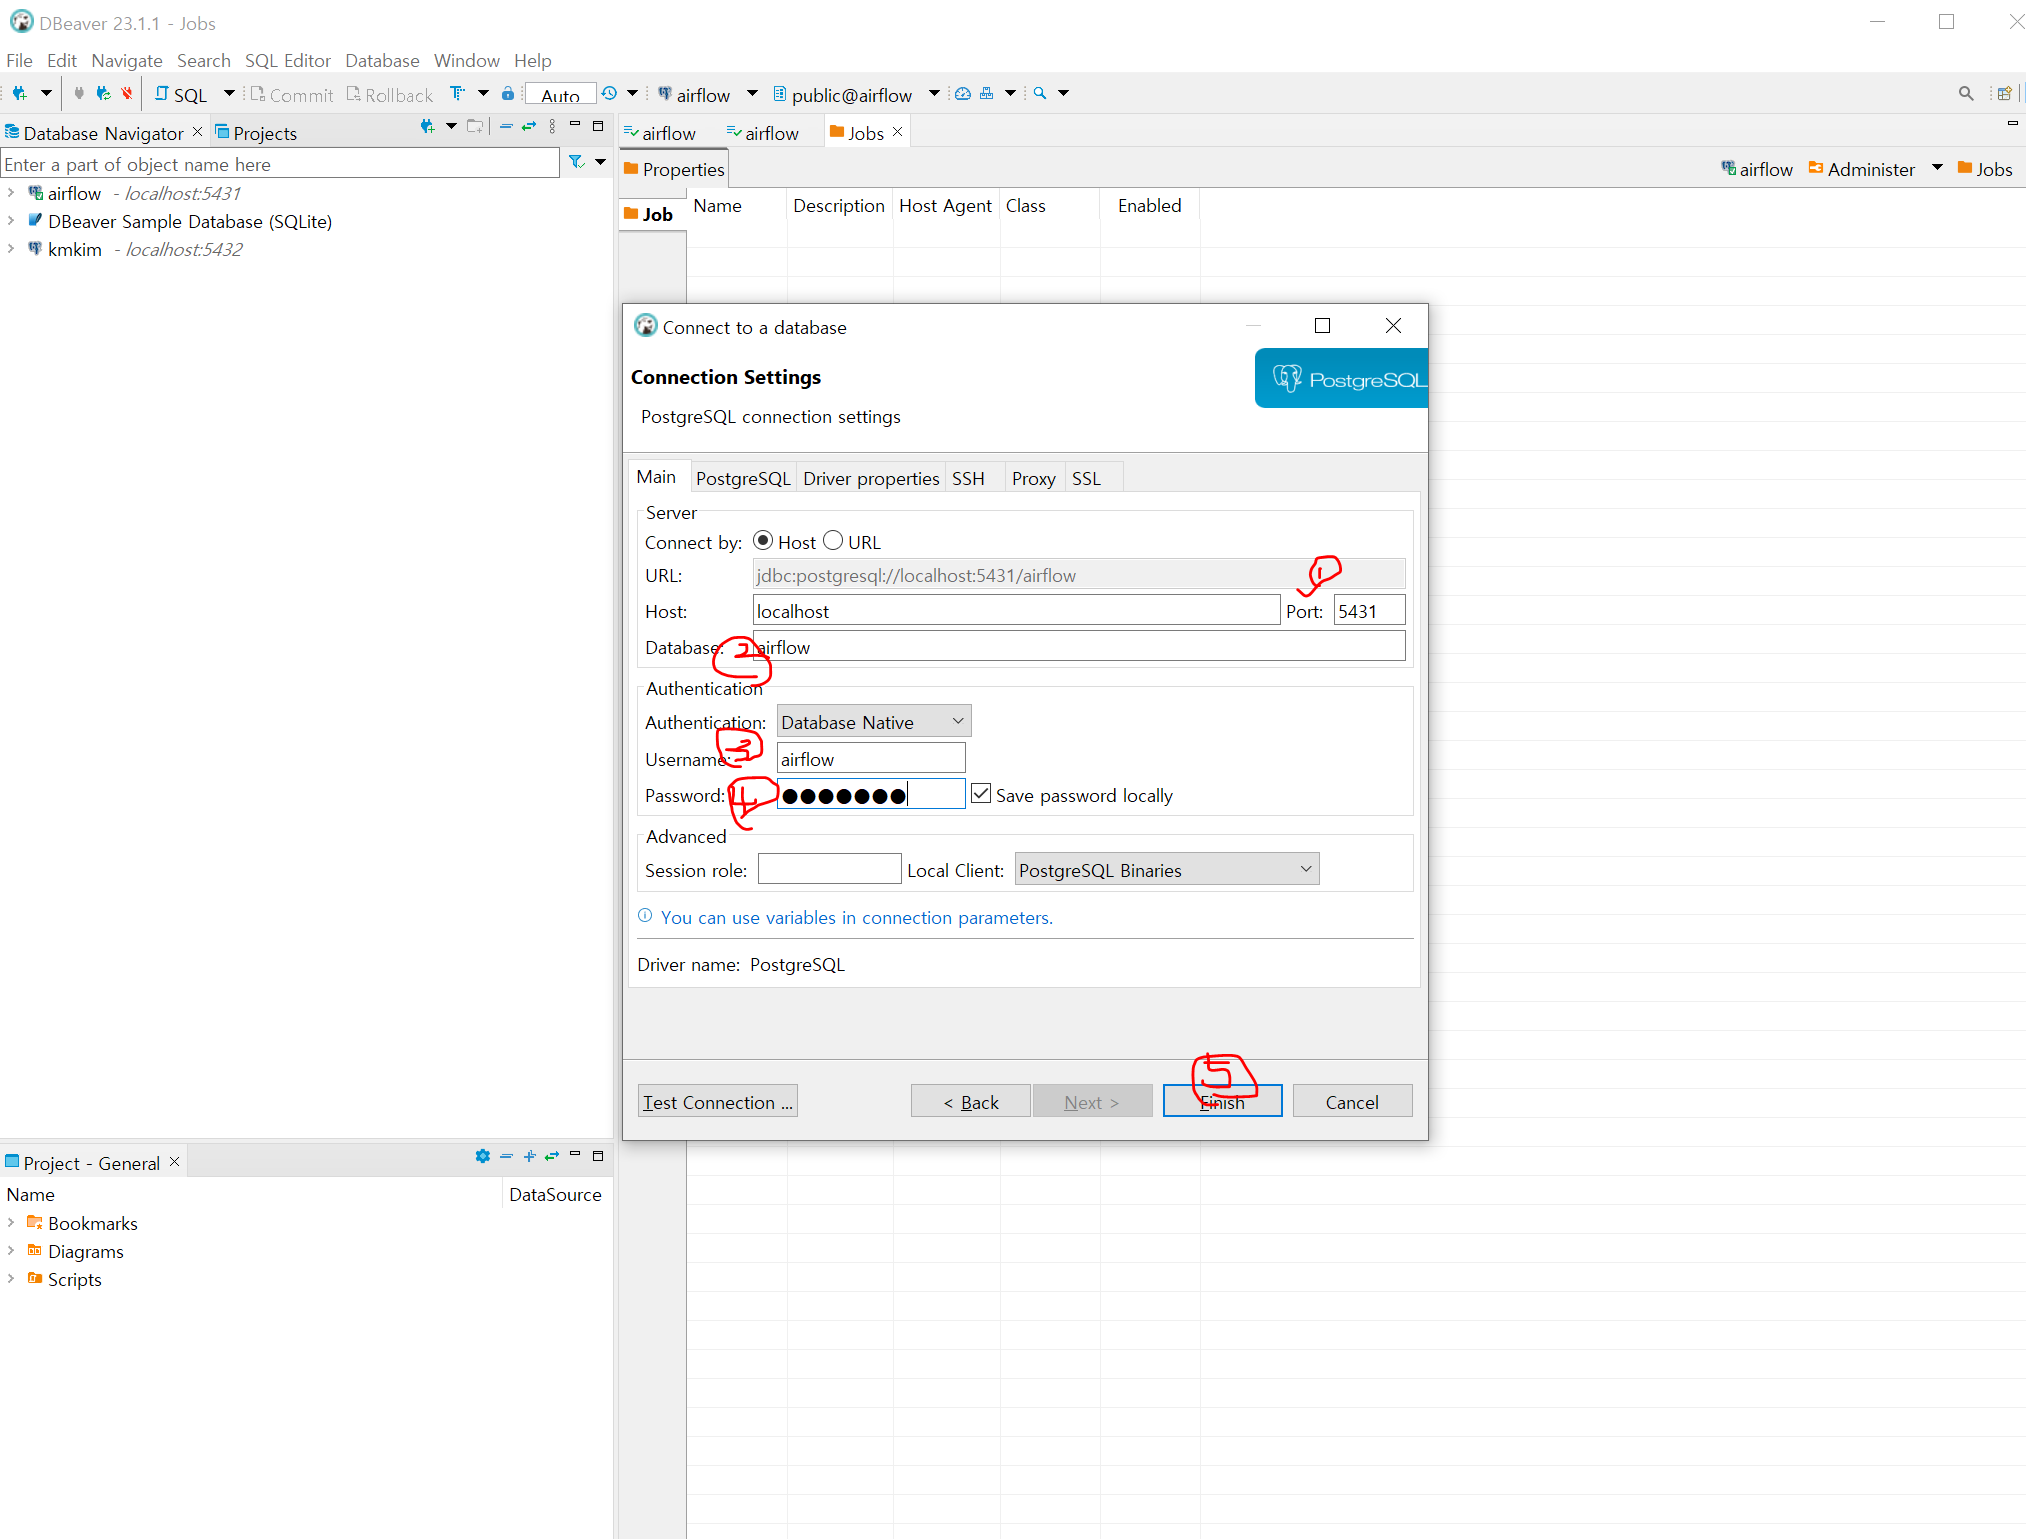 DBeaver 23.1.1 - Jobs
File Edit Navigate Search SQL Editor Database Window Help
SQL Commit Rollback Auto airflow public@airflow
Database Navigator Projects
Enter a part of object name here
airflow - localhost:5431
DBeaver Sample Database (SQLite)
kmkim - localhost:5432
airflow airflow Jobs
Properties airflow Administer Jobs
Job
Name Description Host Agent Class Enabled
Connect to a database
Connection Settings
PostgreSQL
PostgreSQL connection settings
Main PostgreSQL Driver properties SSH Proxy SSL
Server
Connect by: Host URL
URL: jdbc:postgresql://localhost:5431/airflow
1
Host: localhost Port: 5431
Database: airflow
2
Authentication
Authentication: Database Native
3
Username: airflow
Password: 4 ●●●●●●● Save password locally
Advanced
Session role: Local Client: PostgreSQL Binaries
You can use variables in connection parameters.
Driver name: PostgreSQL
5
Test Connection ... < Back Next > Finish Cancel
Project - General
Name DataSource
Bookmarks
Diagrams
Scripts